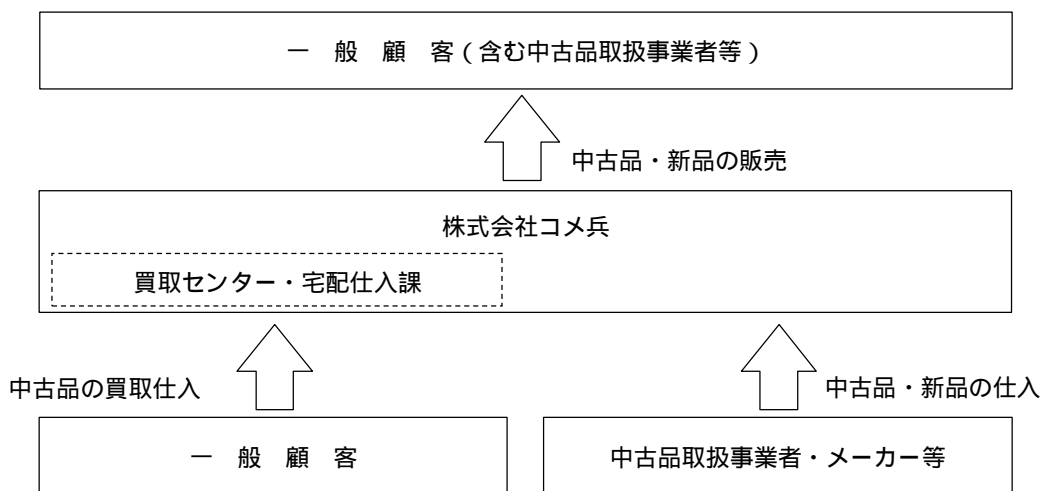 一 般 顧 客(含む中古品取扱事業者等)
中古品・新品の販売
株式会社コメ兵
買取センター・宅配仕入課
中古品の買取仕入
中古品・新品の仕入
一 般 顧 客
中古品取扱事業者・メーカー等